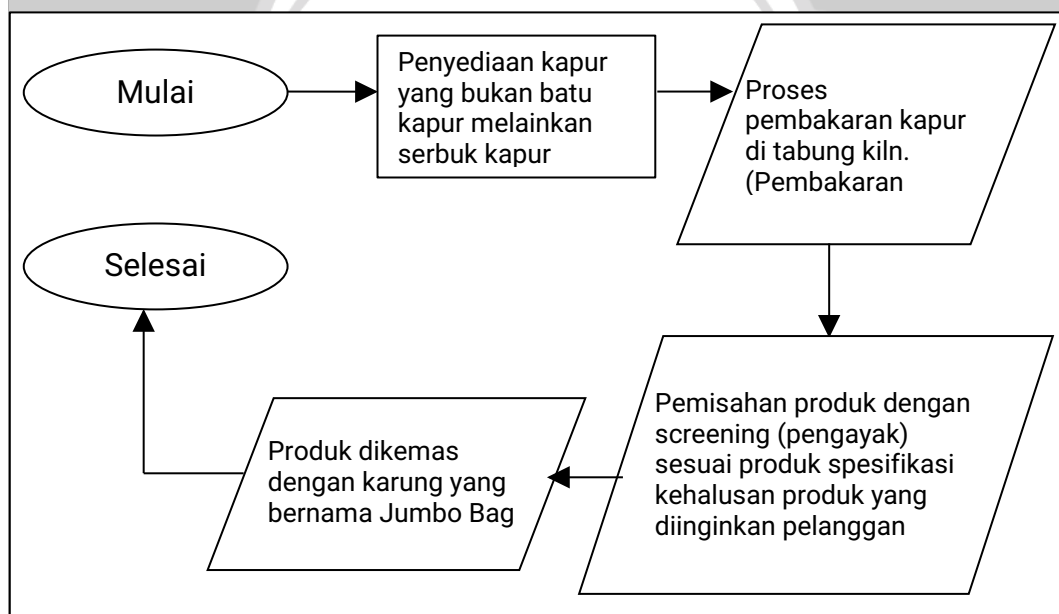 Mulai
Penyediaan kapur
yang bukan batu
kapur melainkan
serbuk kapur
Proses
pembakaran kapur
di tabung kiln.
(Pembakaran
Selesai
Pemisahan produk dengan
screening (pengayak)
sesuai produk spesifikasi
kehalusan produk yang
diinginkan pelanggan
Produk dikemas
dengan karung yang
bernama Jumbo Bag